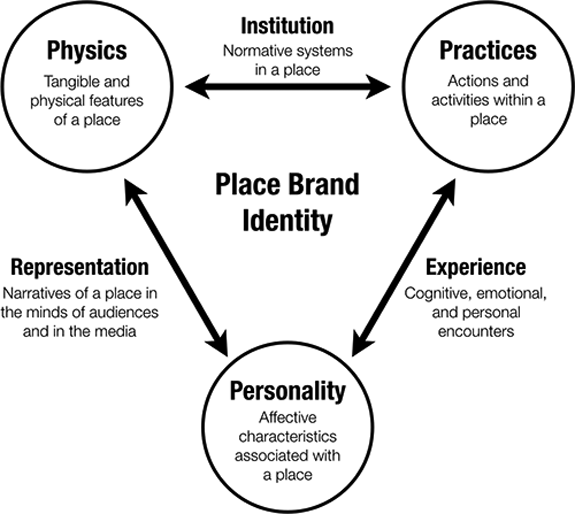 Physics
Tangible and
physical features
of a place
Institution
Normative systems
in a place
Practices
Actions and
activities within a
place
Place Brand
Identity
Representation
Narratives of a place in
the minds of audiences
and in the media
Experience
Cognitive, emotional,
and personal
encounters
Personality
Affective
characteristics
associated with
a place